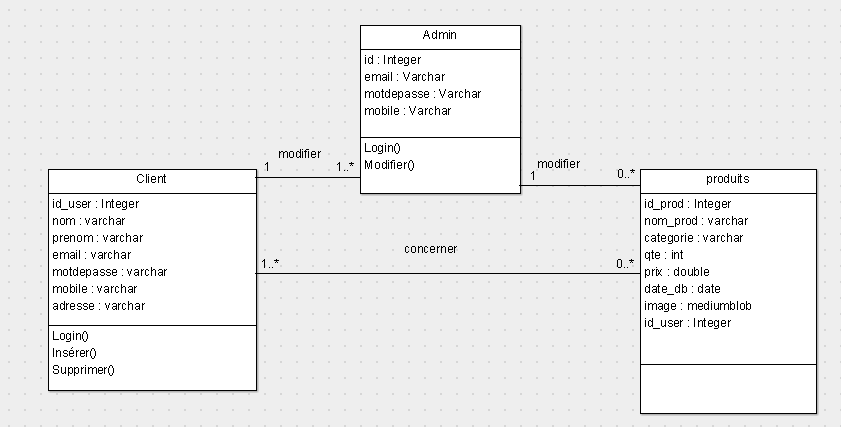 Admin
id : Integer
email : Varchar
motdepasse : Varchar
mobile : Varchar
Login()
Modifier()
modifier
1
1..*
modifier
1
0..*
Client
id_user : Integer
nom : varchar
prenom : varchar
email : varchar
motdepasse : varchar
mobile : varchar
adresse : varchar
Login()
Insérer()
Supprimer()
concerner
1..*
0..*
produits
id_prod : Integer
nom_prod : varchar
categorie : varchar
qte : int
prix : double
date_db : date
image : mediumblob
id_user : Integer